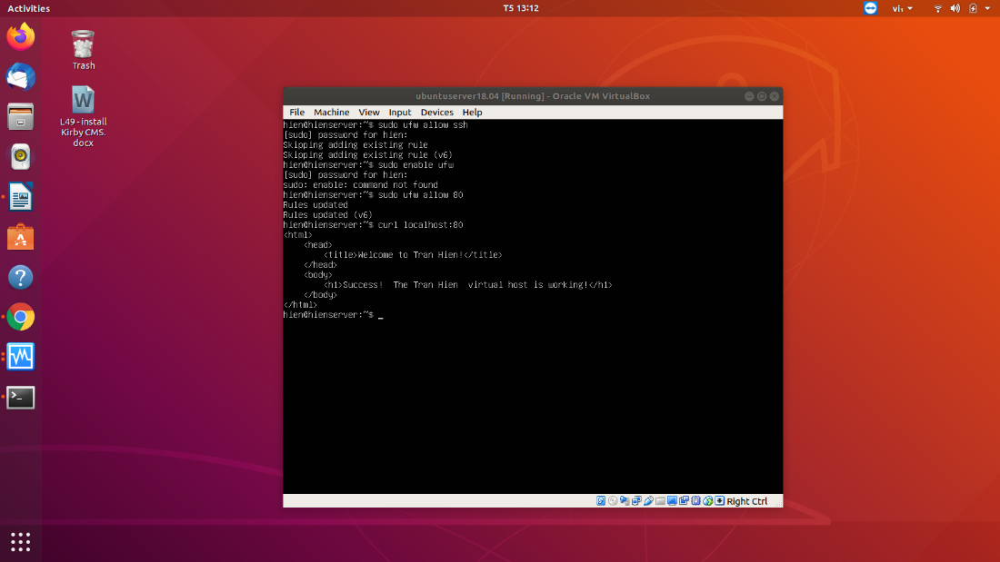 Activities
T5 13:12
vi₁
Trash
L49 - install
Kirby CMS.
docx
ubuntuserver18.04 [Running] - Oracle VM VirtualBox
File Machine View Input Devices Help
hien@hienserver:~$ sudo ufw allow ssh
[sudo] password for hien:
Skipping adding existing rule
Skipping adding existing rule (v6)
hien@hienserver:~$ sudo enable ufw
[sudo] password for hien:
sudo: enable: command not found
hien@hienserver:~$ sudo ufw allow 80
Rules updated
Rules updated (v6)
hien@hienserver:~$ curl localhost:80
<html>
    <head>
        <title>Welcome to Tran Hien!</title>
    </head>
    <body>
        <h1>Success!  The Tran Hien  virtual host is working!</h1>
    </body>
</html>
hien@hienserver:~$ _
Right Ctrl